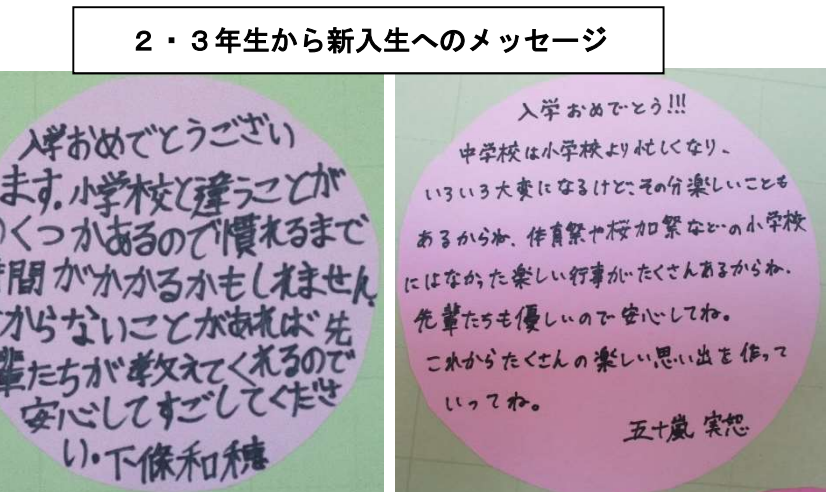 ２・３年生から新入生へのメッセージ
入学おめでとうござい
ます。小学校と違うことが
くつかあるので慣れるまで
時間がかかるかもしれません
からないことがあれば先
輩たちが教えてくれるので
安心してすごしてくださ
い。下條和穂
入学おめでとう!!!
中学校は小学校より忙しくなり、
いろいろ大変になるけど、その分楽しいことも
あるからね、体育祭や桜加祭などの小学校
にはなかった楽しい行事がたくさんあるからね、
先輩たちも優しいので安心してね。
これからたくさんの楽しい思い出を作って
いってね。
五十嵐 実恕